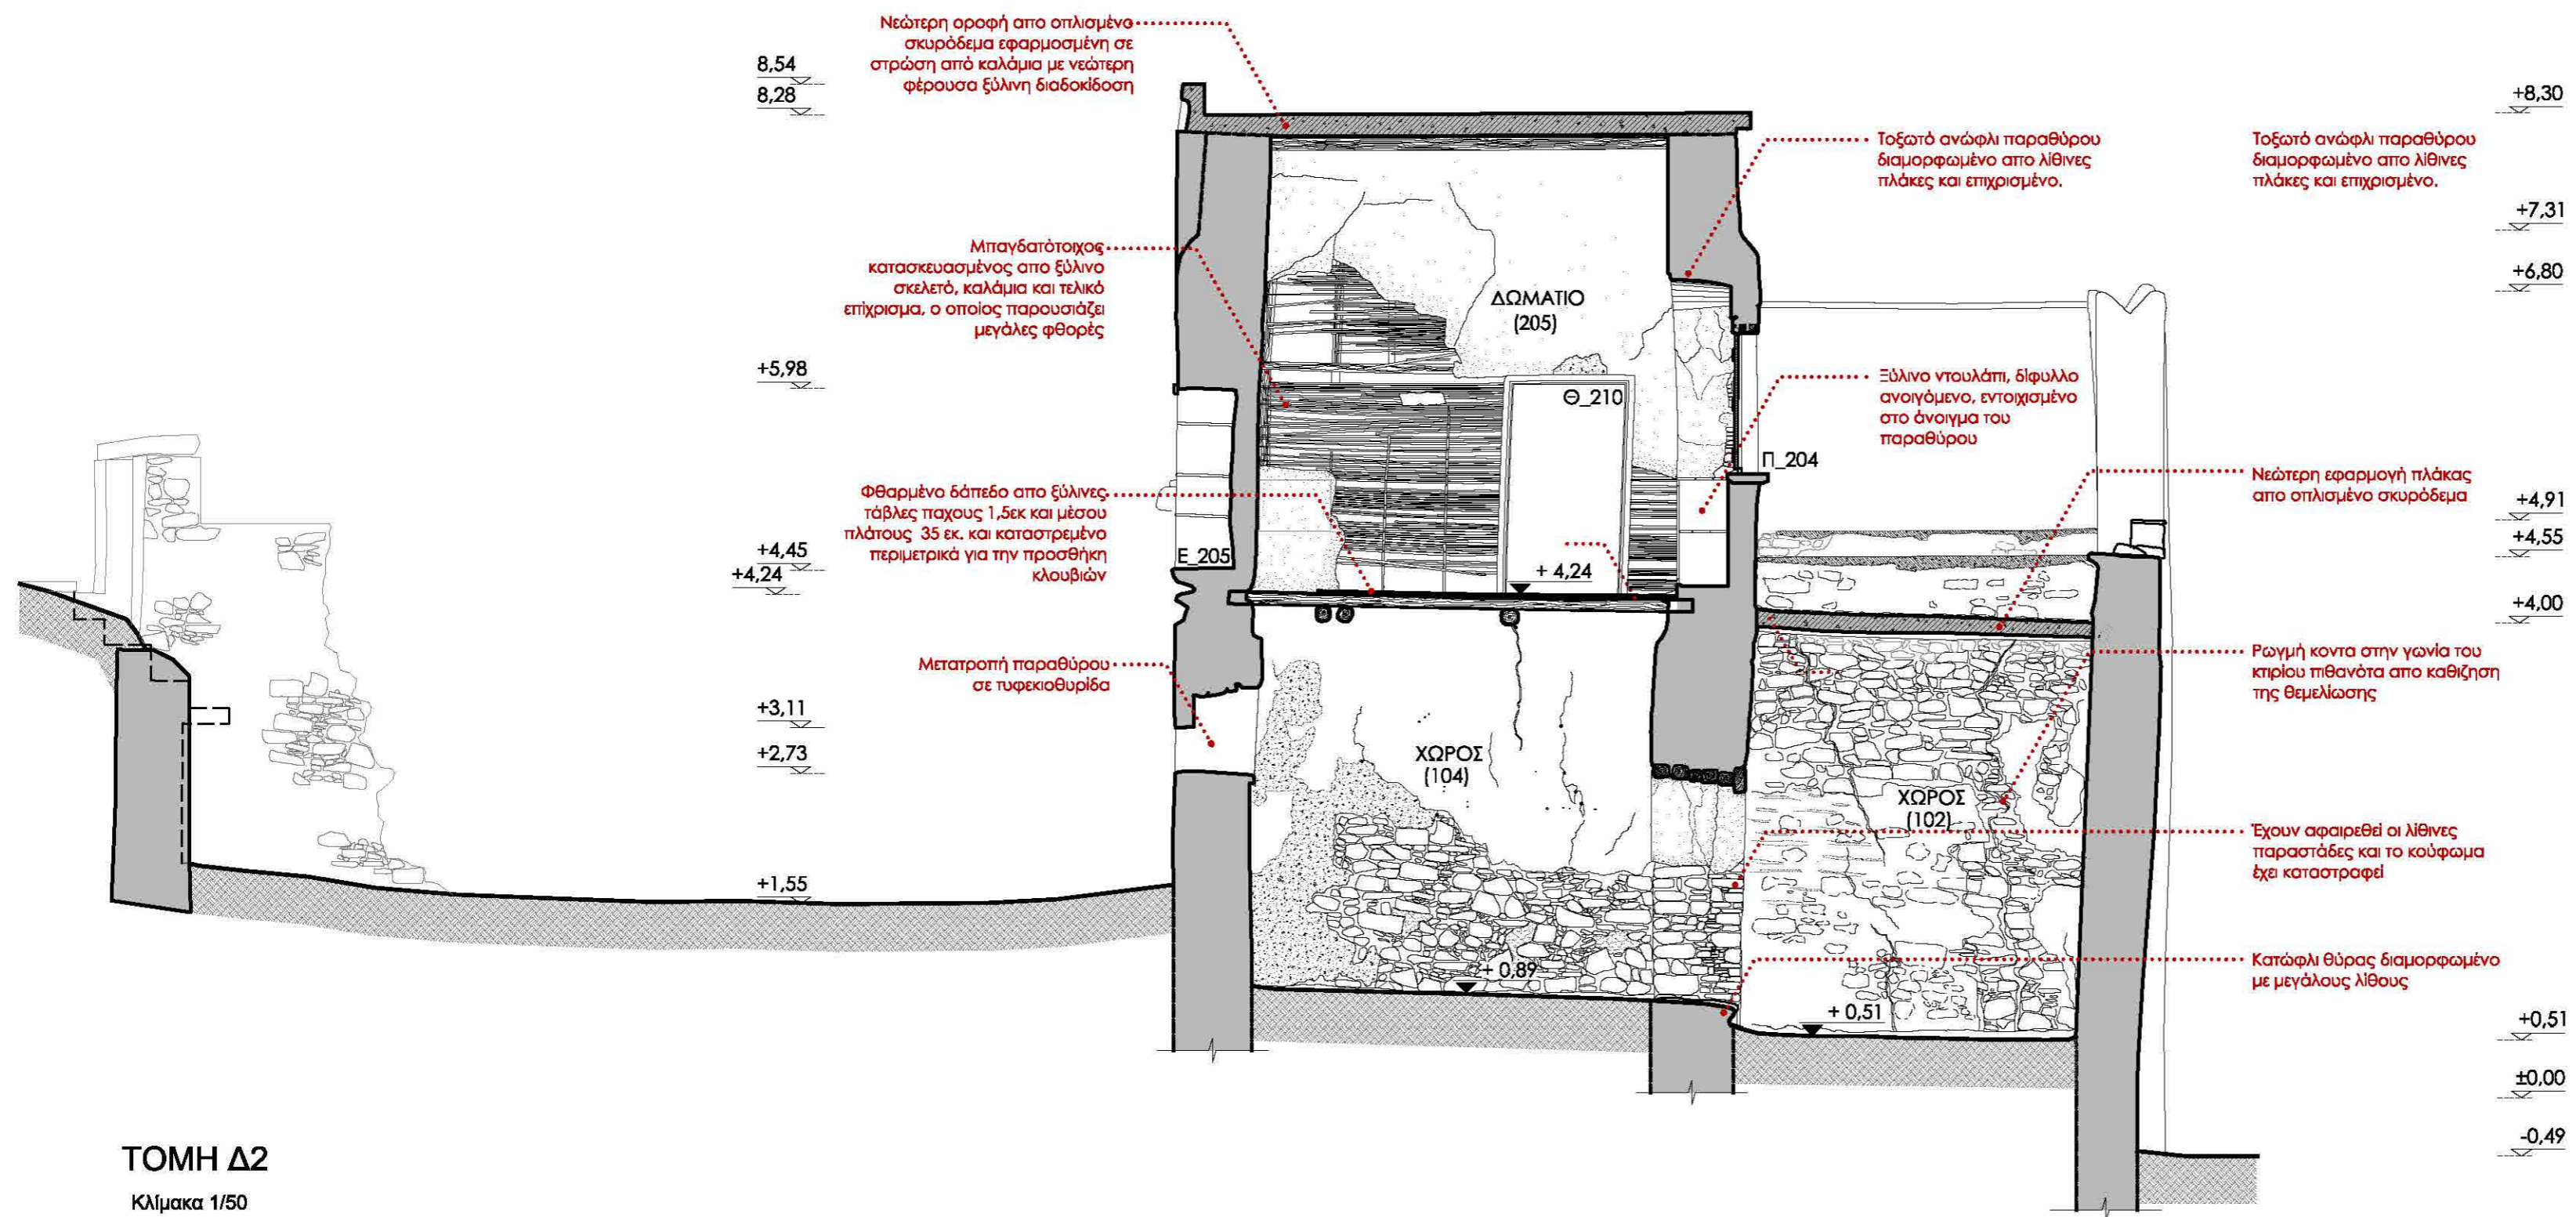 Νεώτερη οροφή απο οπλισμένο
σκυρόδεμα εφαρμοσμένη σε
στρώση από καλάμια με νεώτερη
φέρουσα ξύλινη διαδοκίδοση
8,54
8,28
Μπαγδατότοιχος
κατασκευασμένος απο ξύλινο
σκελετό, καλάμια και τελικό
επίχρισμα, ο οποίος παρουσιάζει
μεγάλες φθορές
+5,98
Φθαρμένο δάπεδο απο ξύλινες
τάβλες παχους 1,5εκ και μέσου
πλάτους 35 εκ. και καταστρεμένο
περιμετρικά για την προσθήκη
κλουβιών
+4,45
+4,24
Μετατροπή παραθύρου
σε τυφεκιοθυρίδα
+3,11
+2,73
+1,55
ΔΩΜΑΤΙΟ
(205)
Θ_210
Π_204
Ε_205
+ 4,24
ΧΩΡΟΣ
(104)
ΧΩΡΟΣ
(102)
+ 0,89
+ 0,51
Τοξωτό ανώφλι παραθύρου
διαμορφωμένο απο λίθινες
πλάκες και επιχρισμένο.
Ξύλινο ντουλάπι, δίφυλλο
ανοιγόμενο, εντοιχισμένο
στο άνοιγμα του
παραθύρου
+8,30
Τοξωτό ανώφλι παραθύρου
διαμορφωμένο απο λίθινες
πλάκες και επιχρισμένο.
+7,31
+6,80
Νεώτερη εφαρμογή πλάκας
απο οπλισμένο σκυρόδεμα
+4,91
+4,55
+4,00
Ρωγμή κοντα στην γωνία του
κτιρίου πιθανότα απο καθιζηση
της θεμελίωσης
Έχουν αφαιρεθεί οι λίθινες
παραστάδες και το κούφωμα
έχει καταστραφεί
Κατώφλι θύρας διαμορφωμένο
με μεγάλους λίθους
+0,51
±0,00
-0,49
ΤΟΜΗ Δ2
Κλίμακα 1/50